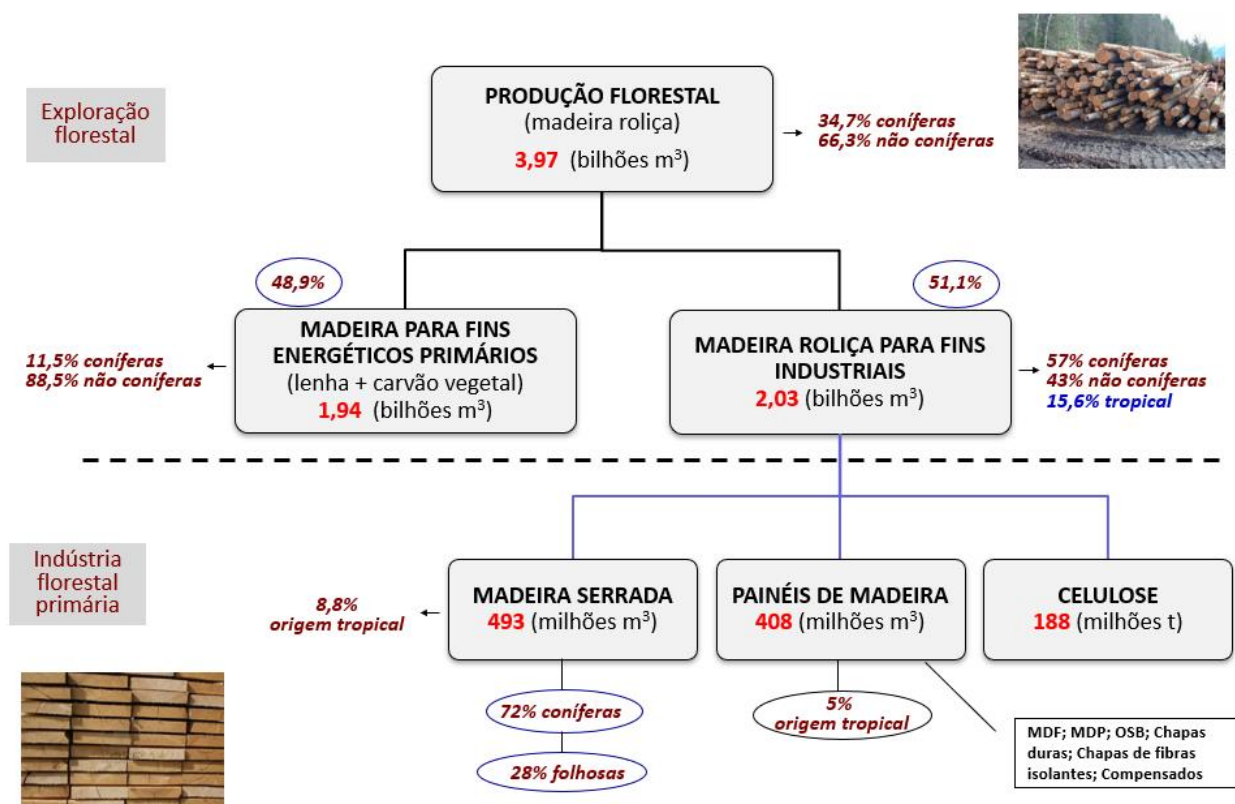 Exploração
florestal
PRODUÇÃO FLORESTAL
(madeira roliça)
3,97 (bilhões m³)
34,7% coníferas
66,3% não coníferas
48,9%
51,1%
11,5% coníferas
88,5% não coníferas
MADEIRA PARA FINS
ENERGÉTICOS PRIMÁRIOS
(lenha + carvão vegetal)
1,94 (bilhões m³)
MADEIRA ROLIÇA PARA FINS
INDUSTRIAIS
2,03 (bilhões m³)
57% coníferas
43% não coníferas
15,6% tropical
Indústria
florestal
primária
8,8%
origem tropical
MADEIRA SERRADA
493 (milhões m³)
PAINÉIS DE MADEIRA
408 (milhões m³)
CELULOSE
188 (milhões t)
72% coníferas
28% folhosas
5%
origem tropical
MDF; MDP; OSB; Chapas
duras; Chapas de fibras
isolantes; Compensados